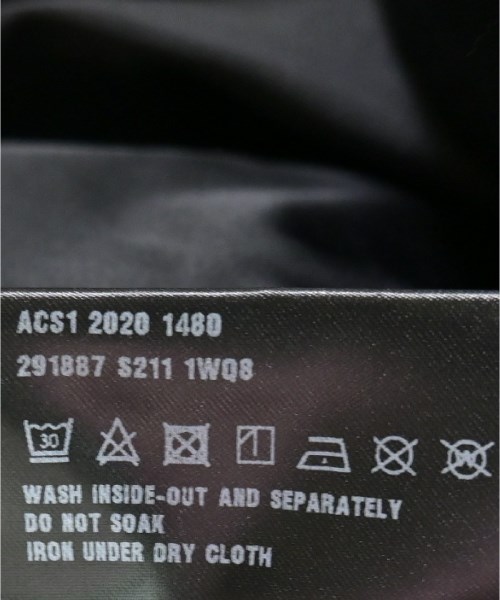 ACS1 2020 1480
291887 S211 1WQ8
30
W
WASH INSIDE-OUT AND SEPARATELY
DO NOT SOAK
IRON UNDER DRY CLOTH